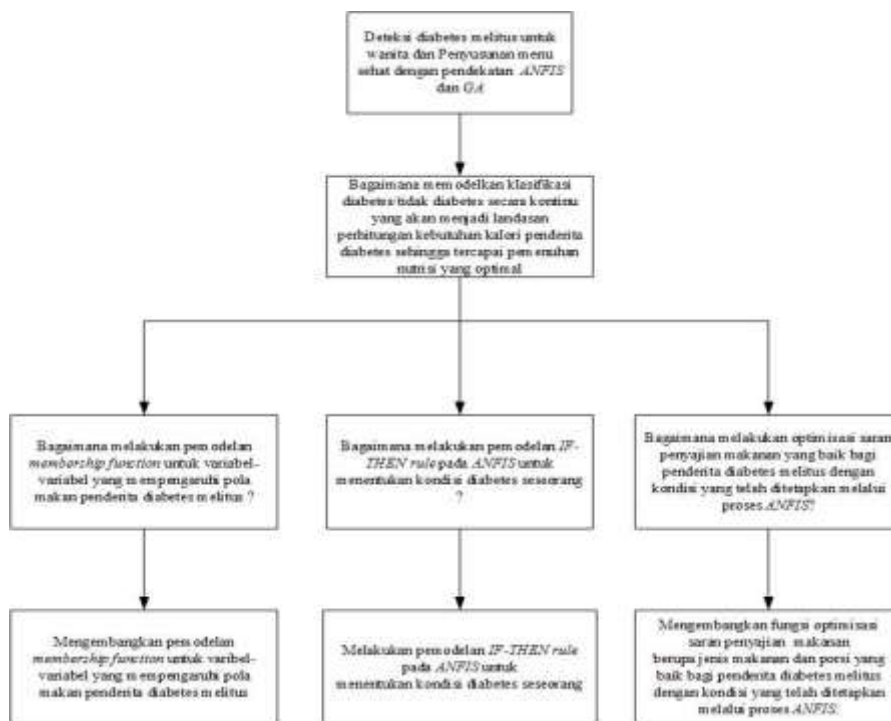 Deteksi diabetes melitus untuk
wanita dan Penyusunan menu
sehat dengan pendekatan ANFIS
dan GA
Bagaimana memodelkan klasifikasi
diabetes/tidak diabetes secara kontinu
yang akan menjadi landasan
perhitungan kebutuhan kalori penderita
diabetes sehingga tercapai pemenuhan
nutrisi yang optimal
Bagaimana melakukan pemodelan
membership function untuk variabel-
variabel yang mempengaruhi pola
makan penderita diabetes melitus ?
Bagaimana melakukan pemodelan IF-
THEN rule pada ANFIS untuk
menentukan kondisi diabetes seseorang
?
Bagaimana melakukan optimisasi saran
penyajian makanan yang baik bagi
penderita diabetes melitus dengan
kondisi yang telah ditetapkan melalui
proses ANFIS?
Mengembangkan pemodelan
membership function untuk varibel-
variabel yang mempengaruhi pola
makan penderita diabetes melitus
Melakukan pemodelan IF-THEN rule
pada ANFIS untuk
menentukan kondisi diabetes seseorang
Mengembangkan fungsi optimisasi
saran penyajian makanan
berupa jenis makanan dan porsi yang
baik bagi penderita diabetes melitus
dengan kondisi yang telah ditetapkan
melalui proses ANFIS.